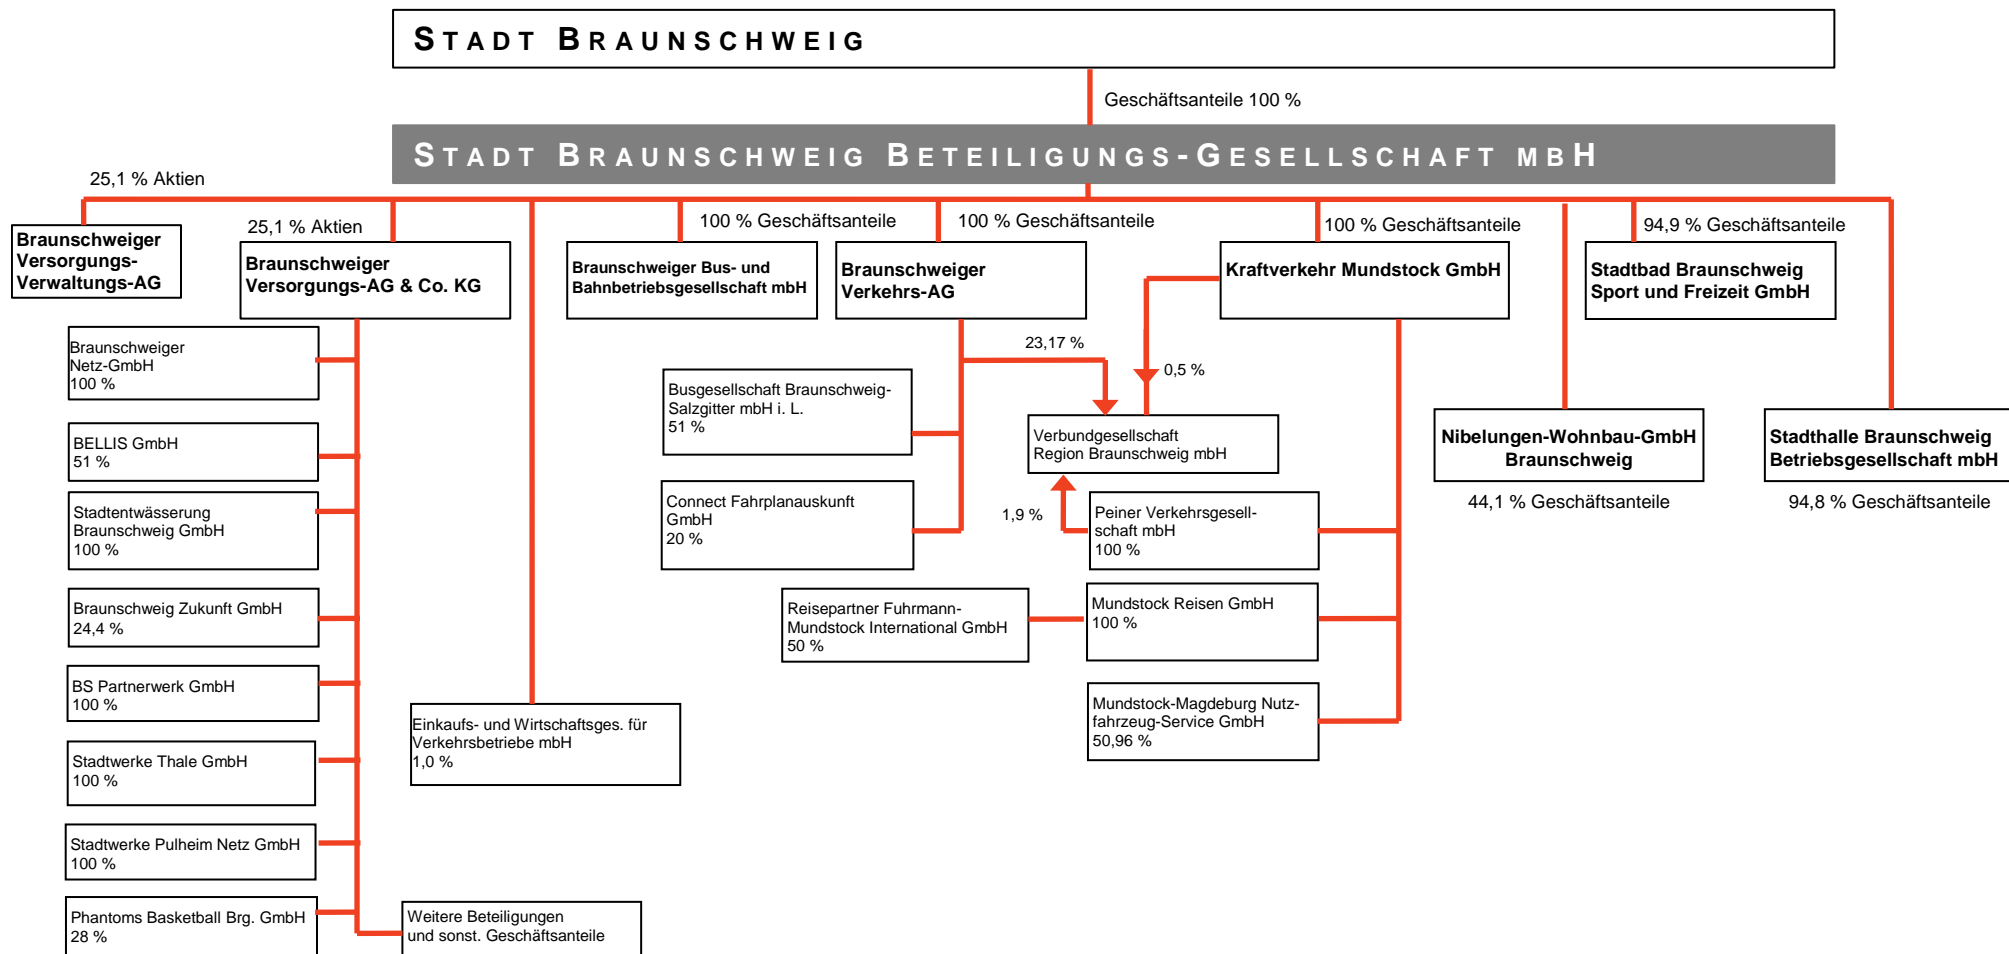 STADT BRAUNSCHWEIG
Geschäftsanteile 100 %
STADT BRAUNSCHWEIG BETEILIGUNGS-GESELLSCHAFT MBH
25,1 % Aktien
Braunschweiger
Versorgungs-
Verwaltungs-AG
25,1 % Aktien
Braunschweiger
Versorgungs-AG & Co. KG
100 % Geschäftsanteile
Braunschweiger Bus- und
Bahnbetriebsgesellschaft mbH
100 % Geschäftsanteile
Braunschweiger
Verkehrs-AG
100 % Geschäftsanteile
Kraftverkehr Mundstock GmbH
94,9 % Geschäftsanteile
Stadtbad Braunschweig
Sport und Freizeit GmbH
Braunschweiger
Netz-GmbH
100 %
BELLIS GmbH
51 %
Stadtentwässerung
Braunschweig GmbH
100 %
Braunschweig Zukunft GmbH
24,4 %
BS Partnerwerk GmbH
100 %
Stadtwerke Thale GmbH
100 %
Stadtwerke Pulheim Netz GmbH
100 %
Phantoms Basketball Brg. GmbH
28 %
Weitere Beteiligungen
und sonst. Geschäftsanteile
Einkaufs- und Wirtschaftsges. für
Verkehrsbetriebe mbH
1,0 %
Busgesellschaft Braunschweig-
Salzgitter mbH i. L.
51 %
Connect Fahrplanauskunft
GmbH
20 %
23,17 %
0,5 %
Verbundgesellschaft
Region Braunschweig mbH
1,9 %
Peiner Verkehrsgesell-
schaft mbH
100 %
Reisepartner Fuhrmann-
Mundstock International GmbH
50 %
Mundstock Reisen GmbH
100 %
Mundstock-Magdeburg Nutz-
fahrzeug-Service GmbH
50,96 %
Nibelungen-Wohnbau-GmbH
Braunschweig
44,1 % Geschäftsanteile
Stadthalle Braunschweig
Betriebsgesellschaft mbH
94,8 % Geschäftsanteile